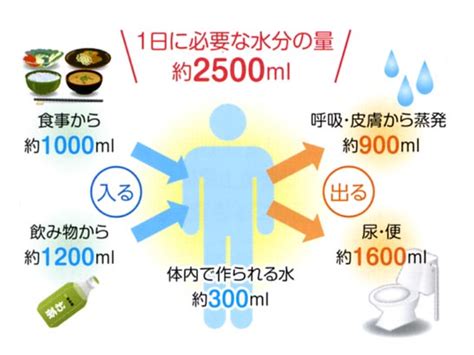 1日に必要な水分の量
約2500ml
食事から
約1000ml
呼吸・皮膚から蒸発
約900ml
入る
出る
飲み物から
約1200ml
体内で作られる水
約300ml
尿・便
約1600ml